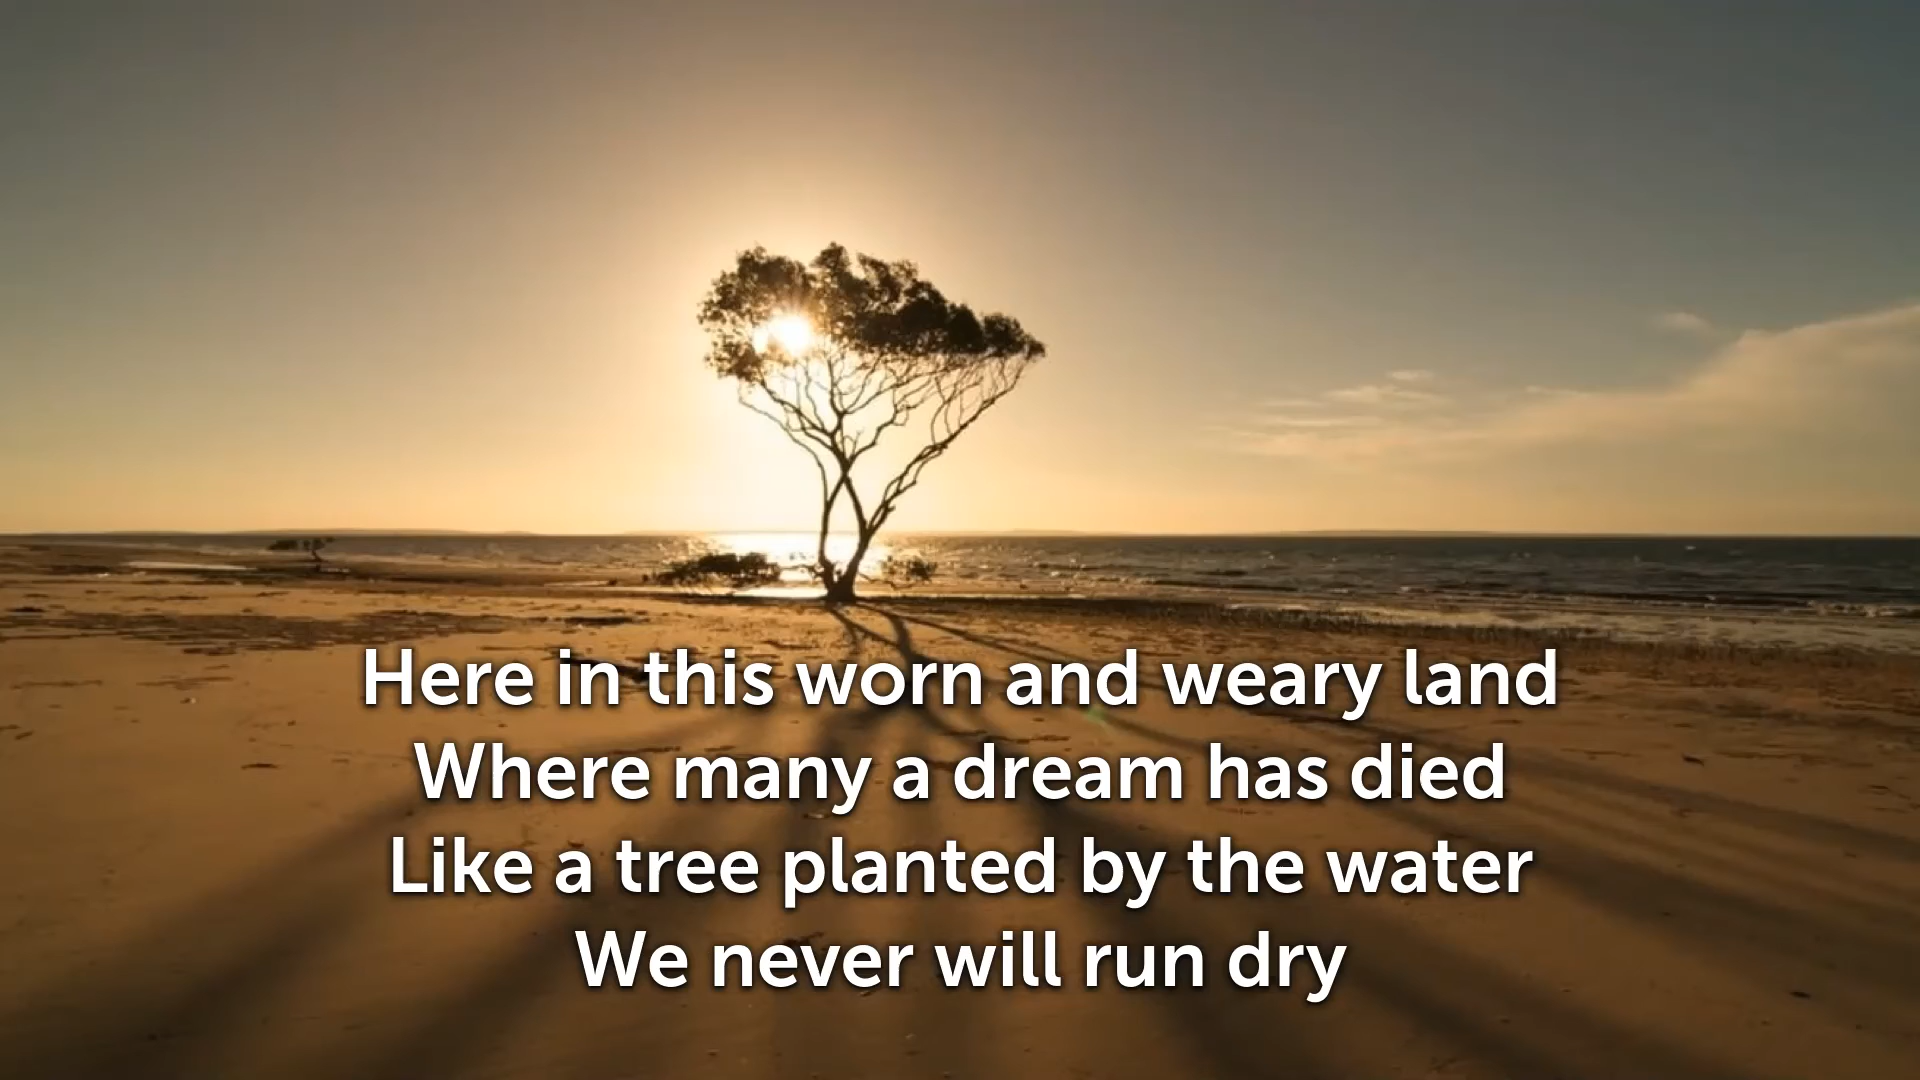 Here in this worn and weary land
Where many a dream has died
Like a tree planted by the water
We never will run dry